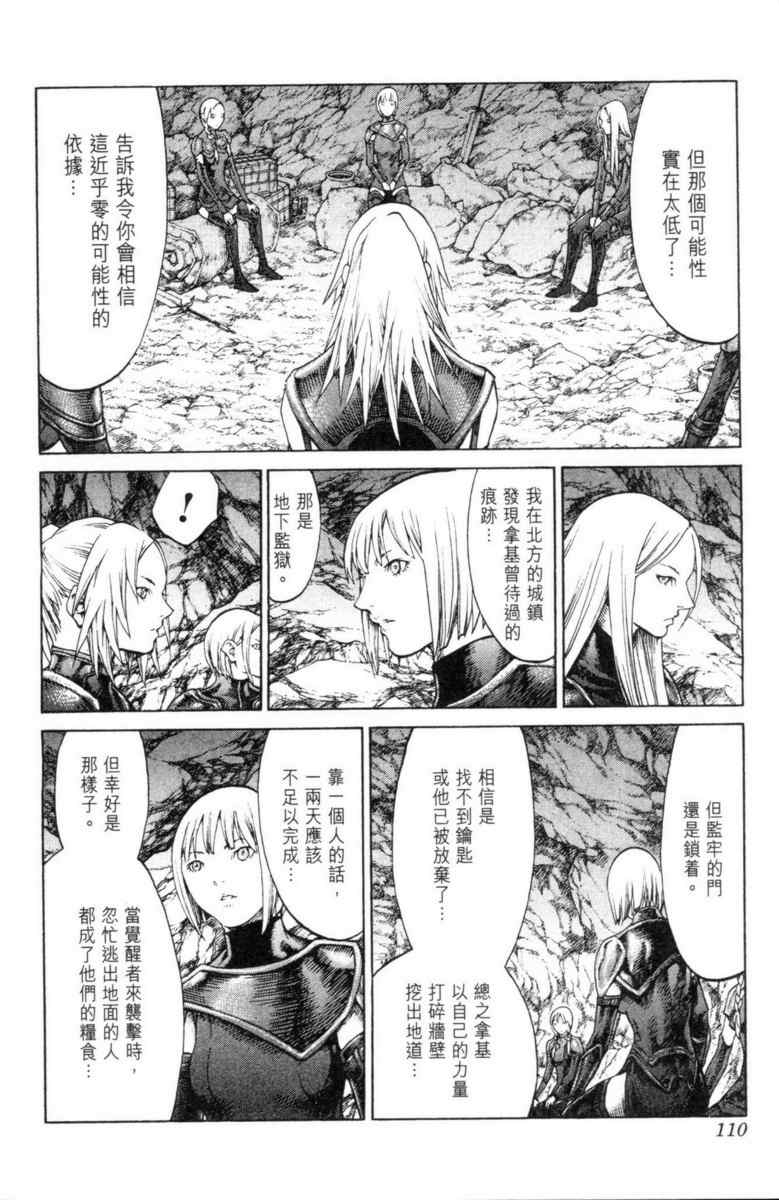 但那個可能性
實在太低了…
告訴我令你會相信
這近乎零的可能性的
依據…
我在北方的城鎮
發現拿基曾待過的
痕跡…
那是
地下監獄。
！
但監牢的門
還是鎖着。
相信是
找不到鑰匙
或他已被放棄了…
總之拿基
以自己的力量
打碎牆壁
挖出地道…
靠一個人的話，
一兩天應該
不足以完成…
但幸好是
那樣子。
當覺醒者來襲擊時，
忽忙逃出地面的人
都成了他們的糧食…
110